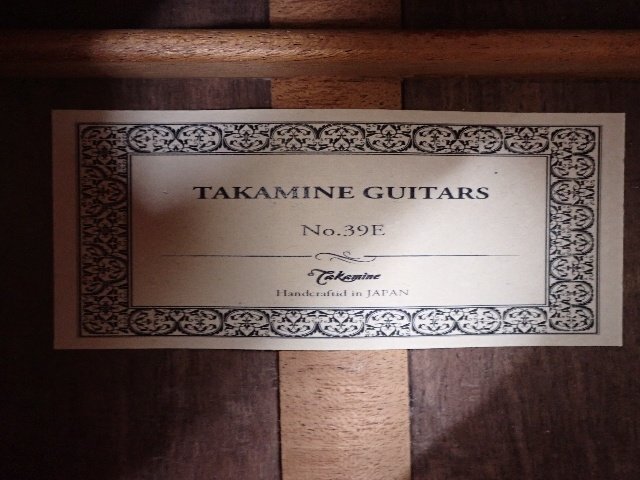 TAKAMINE GUITARS
No.39E
Takamine
Handcrafted in JAPAN